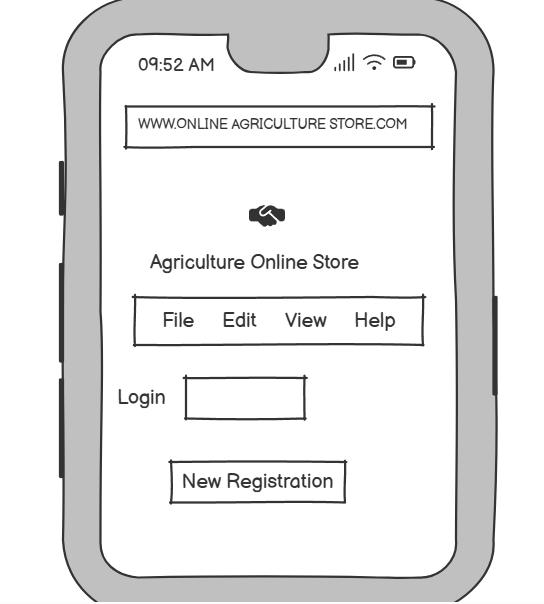 09:52 AM
WWW.ONLINE AGRICULTURE STORE.COM
Agriculture Online Store
File Edit View Help
Login
New Registration